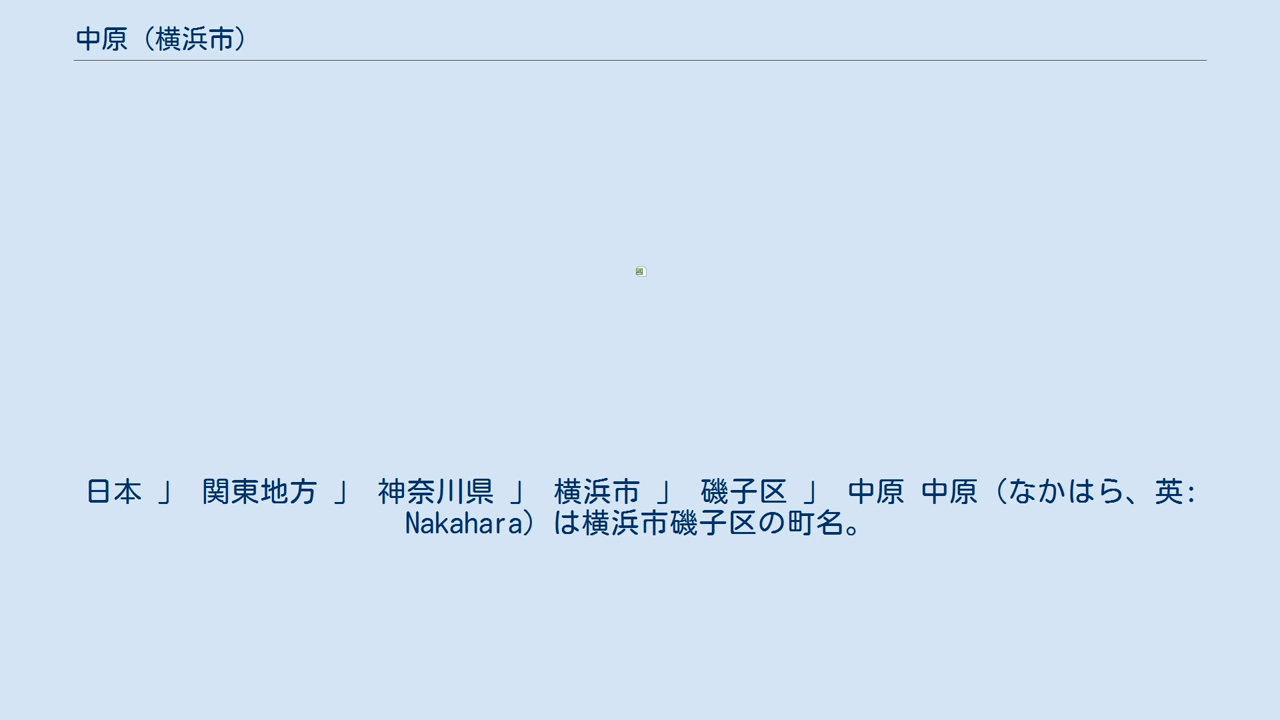 中原（横浜市）
日本 」 関東地方 」 神奈川県 」 横浜市 」 磯子区 」 中原 中原（なかはら、英:
Nakahara）は横浜市磯子区の町名。